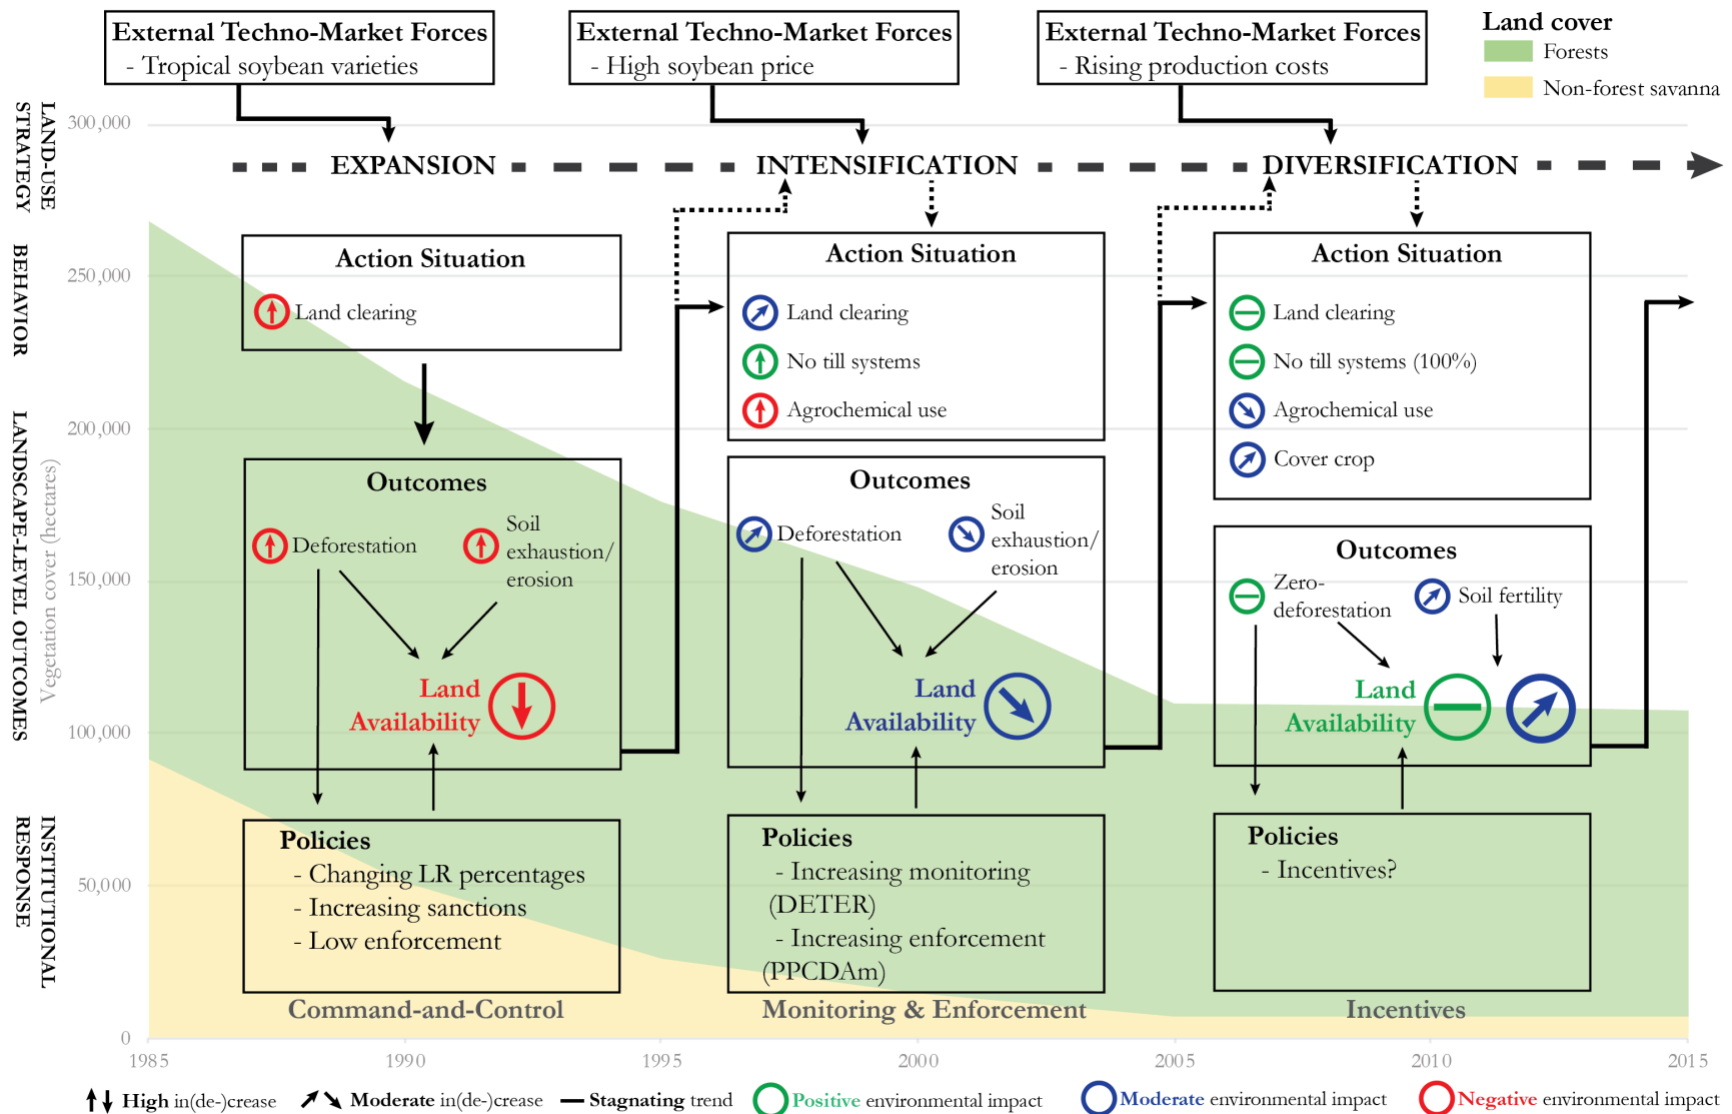 External Techno-Market Forces
- Tropical soybean varieties
External Techno-Market Forces
- High soybean price
External Techno-Market Forces
- Rising production costs
Land cover
Forests
Non-forest savanna
LAND-USE
STRATEGY
BEHAVIOR
LANDSCAPE-LEVEL OUTCOMES
Vegetation cover (hectares)
INSTITUTIONAL
RESPONSE
300,000
250,000
200,000
150,000
100,000
50,000
0
EXPANSION
INTENSIFICATION
DIVERSIFICATION
Action Situation
Land clearing
Outcomes
Deforestation
Soil
exhaustion/
erosion
Land
Availability
Policies
- Changing LR percentages
- Increasing sanctions
- Low enforcement
Command-and-Control
Action Situation
Land clearing
No till systems
Agrochemical use
Outcomes
Deforestation
Soil
exhaustion/
erosion
Land
Availability
Policies
- Increasing monitoring
(DETER)
- Increasing enforcement
(PPCDAm)
Monitoring & Enforcement
Action Situation
Land clearing
No till systems (100%)
Agrochemical use
Cover crop
Outcomes
Zero-
deforestation
Soil fertility
Land
Availability
Policies
- Incentives?
Incentives
1985
1990
1995
2000
2005
2010
2015
High in(de-)crease
Moderate in(de-)crease
Stagnating trend
Positive environmental impact
Moderate environmental impact
Negative environmental impact